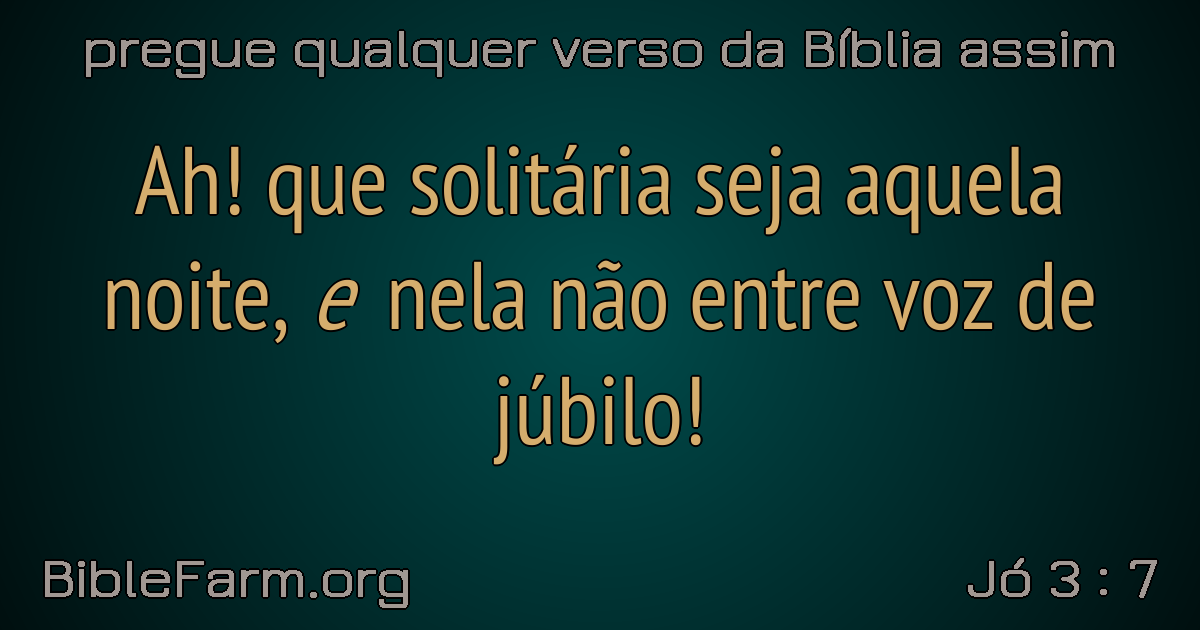 pregue qualquer verso da Bíblia assim
Ah! que solitária seja aquela
noite, e nela não entre voz de
júbilo!
BibleFarm.org
Jó 3 : 7